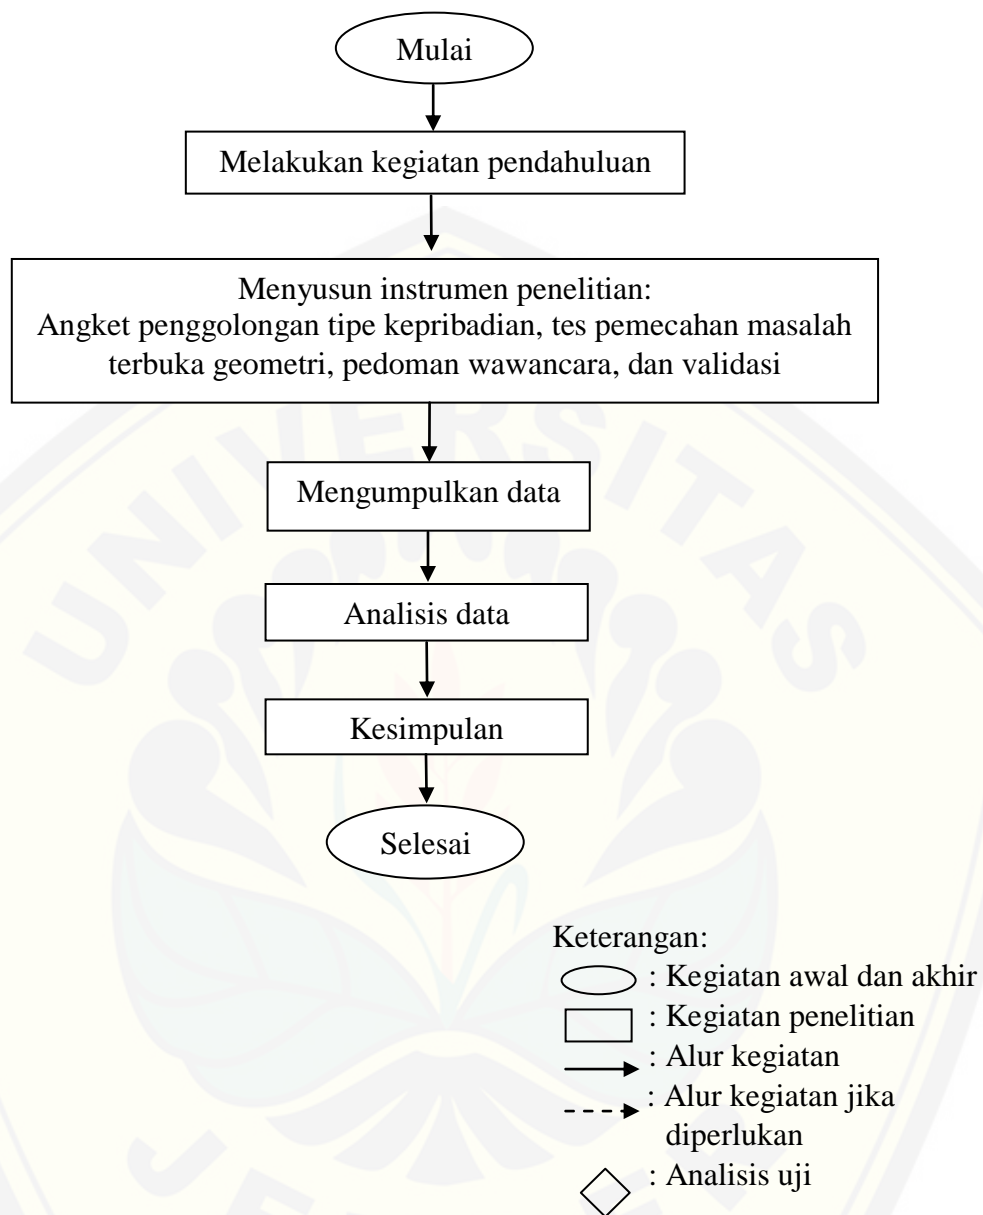 Mulai
Melakukan kegiatan pendahuluan
Menyusun instrumen penelitian:
Angket penggolongan tipe kepribadian, tes pemecahan masalah
terbuka geometri, pedoman wawancara, dan validasi
UNIVERSITAS
Mengumpulkan data
Analisis data
Kesimpulan
Selesai
Keterangan:
: Kegiatan awal dan akhir
: Kegiatan penelitian
: Alur kegiatan
: Alur kegiatan jika
diperlukan
: Analisis uji